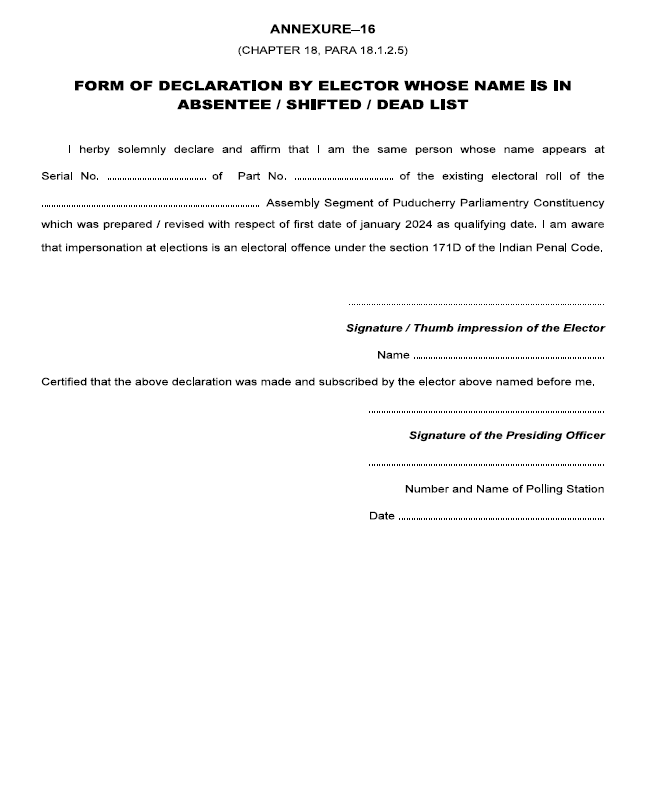 ANNEXURE–16
(CHAPTER 18, PARA 18.1.2.5)
FORM OF DECLARATION BY ELECTOR WHOSE NAME IS IN
ABSENTEE / SHIFTED / DEAD LIST
I herby solemnly declare and affirm that I am the same person whose name appears at
Serial No. .................................. of Part No. .................................. of the existing electoral roll of the
.......................................................................... Assembly Segment of Puducherry Parliamentry Constituency
which was prepared / revised with respect of first date of january 2024 as qualifying date. I am aware
that impersonation at elections is an electoral offence under the section 171D of the Indian Penal Code.
.......................................................................................
Signature / Thumb impression of the Elector
Name .................................................................
Certified that the above declaration was made and subscribed by the elector above named before me.
................................................................................
Signature of the Presiding Officer
................................................................................
Number and Name of Polling Station
Date ......................................................................